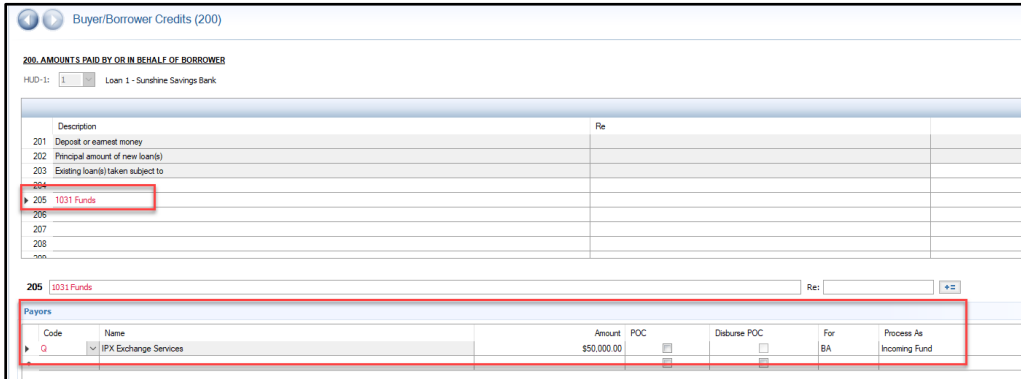 Buyer/Borrower Credits (200)
200. AMOUNTS PAID BY OR IN BEHALF OF BORROWER
HUD-1: 1 Loan 1 - Sunshine Savings Bank
Description Re
201 Deposit or earnest money
202 Principal amount of new loan(s)
203 Existing loan(s) taken subject to
204
205 1031 Funds
206
207
208
209
205 1031 Funds Re:
Payors
Code Name Amount POC Disburse POC For Process As
Q IPX Exchange Services $50,000.00 BA Incoming Fund